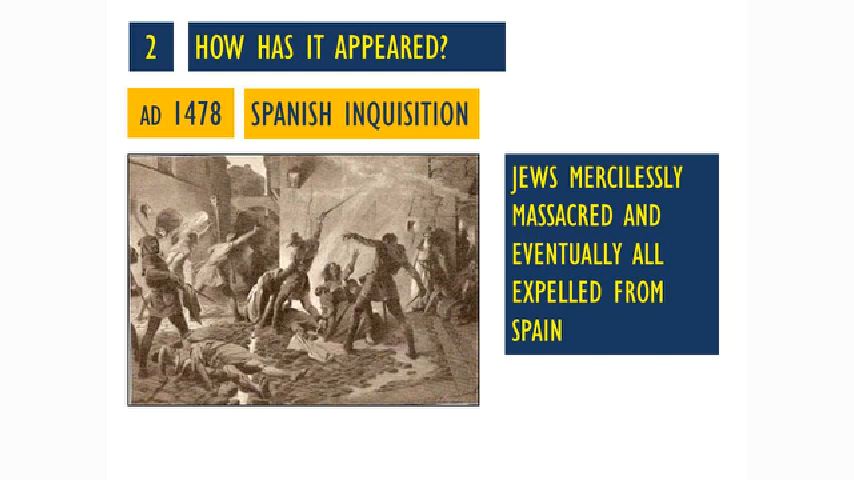 2 HOW HAS IT APPEARED?
AD 1478 SPANISH INQUISITION
JEWS MERCILESSLY
MASSACRED AND
EVENTUALLY ALL
EXPELLED FROM
SPAIN